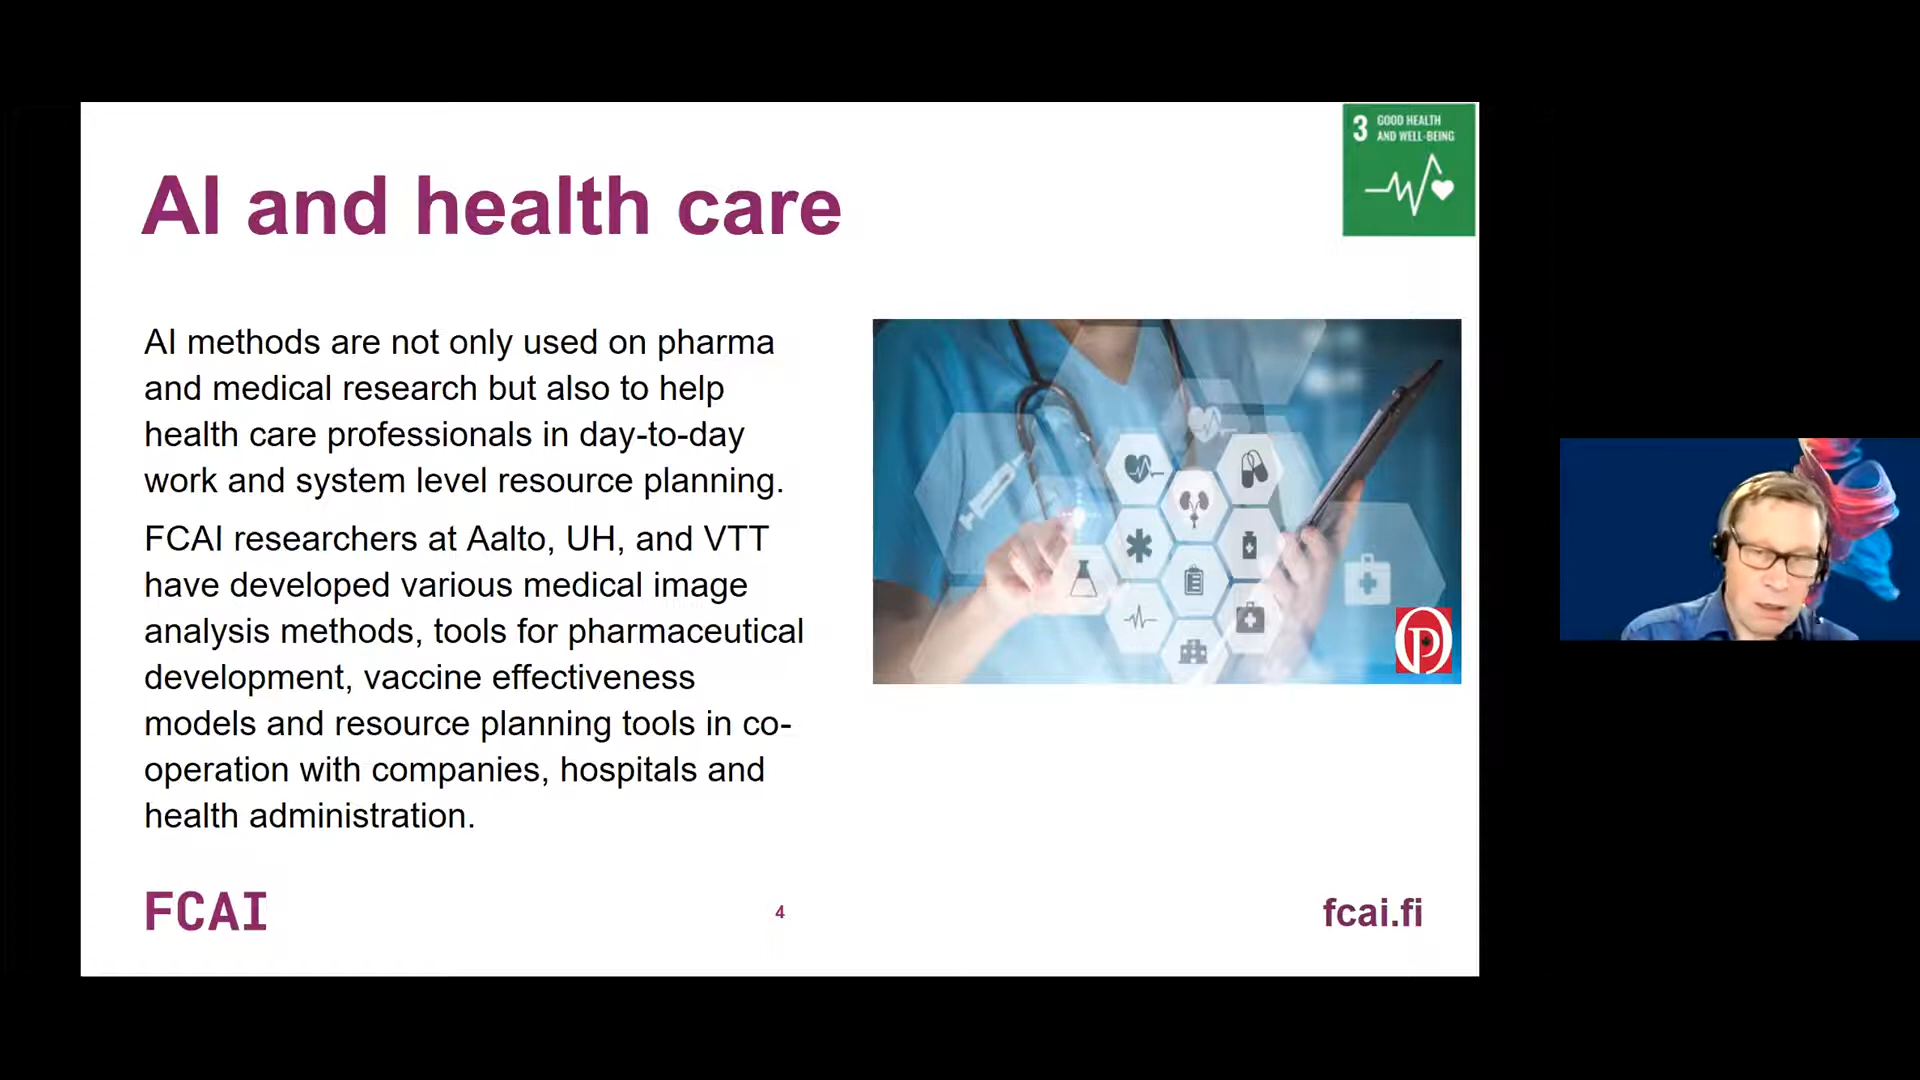 3 GOOD HEALTH
AND WELL-BEING
AI and health care
AI methods are not only used on pharma
and medical research but also to help
health care professionals in day-to-day
work and system level resource planning.
FCAI researchers at Aalto, UH, and VTT
have developed various medical image
analysis methods, tools for pharmaceutical
development, vaccine effectiveness
models and resource planning tools in co-
operation with companies, hospitals and
health administration.
FCAI
4
fcai.fi